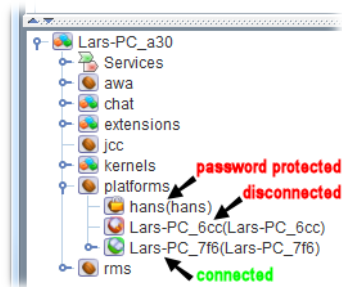 Lars-PC_a30
Services
awa
chat
extensions
jcc
kernels
password protected
platforms
disconnected
hans(hans)
Lars-PC_6cc(Lars-PC_6cc)
Lars-PC_7f6(Lars-PC_7f6)
connected
rms